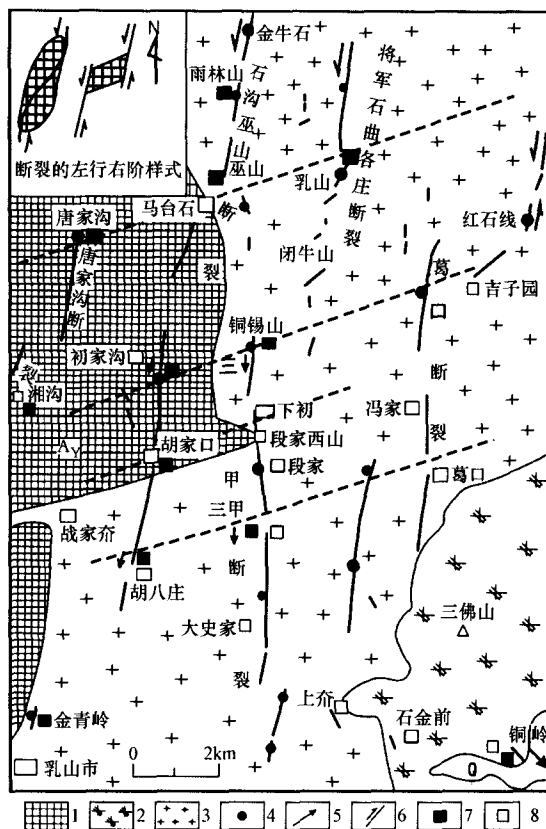 N
断裂的左行右阶样式
金牛石
雨林山
石沟巫山断裂
巫山
将军石曲各庄断裂
乳山
马台石
唐家沟
唐家沟断裂
闭牛山
红石线
吉子园
葛断裂
铜锡山
初家沟
三甲断裂
湘沟
下初
冯家
AY
胡家口
段家西山
段家
葛口
战家夼
三甲
胡八庄
大史家
三佛山
上夼
石金前
铜岭
金青岭
0 2km
乳山市
Q
1 2 3 4 5 6 7 8